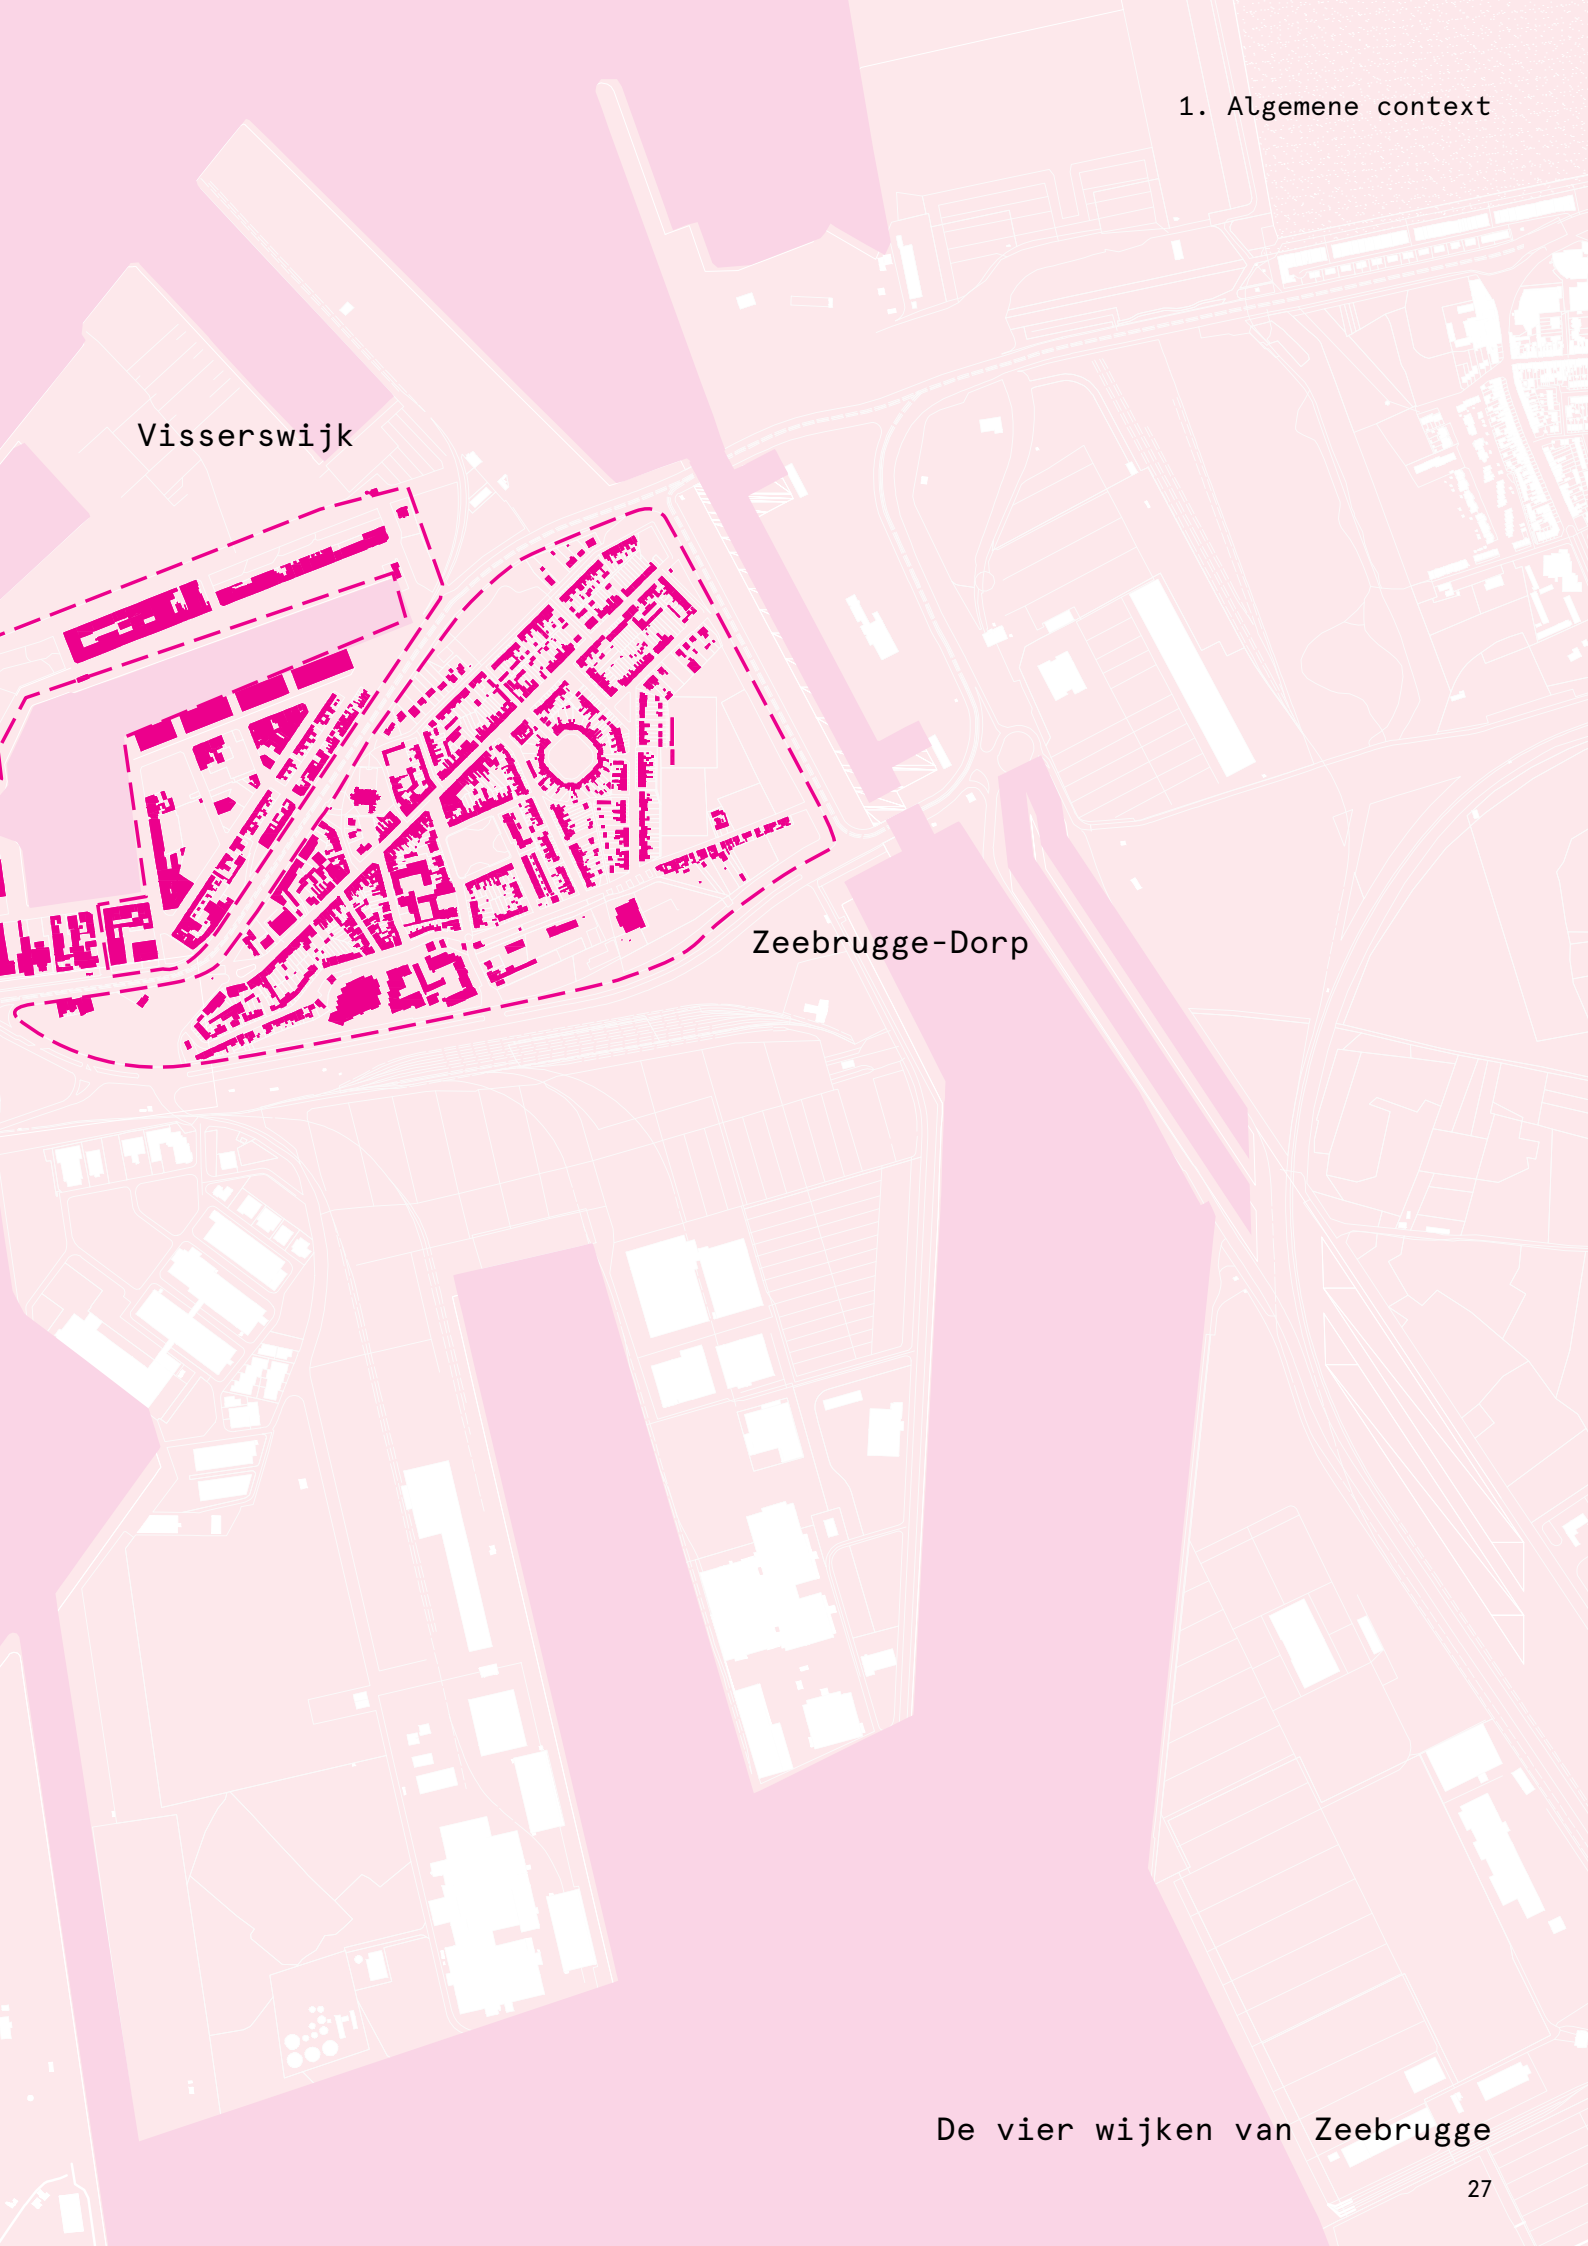 1. Algemene context
Visserswijk
Zeebrugge-Dorp
De vier wijken van Zeebrugge
27